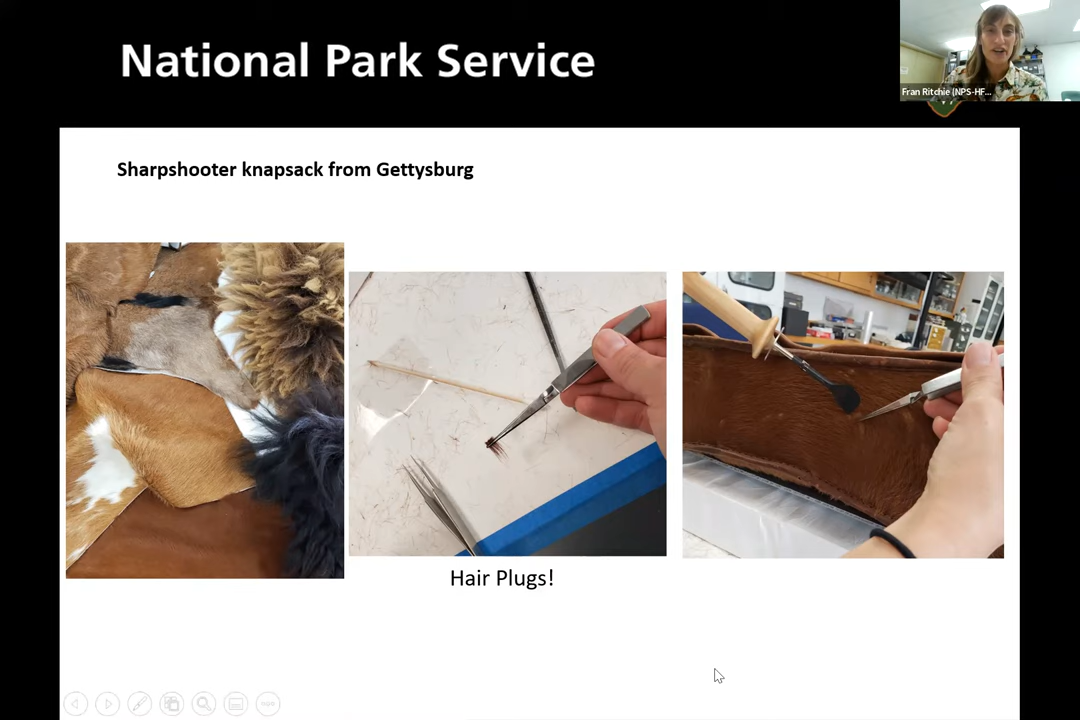 National Park Service
Fran Ritchie (NPS-HF...
Sharpshooter knapsack from Gettysburg
Hair Plugs!